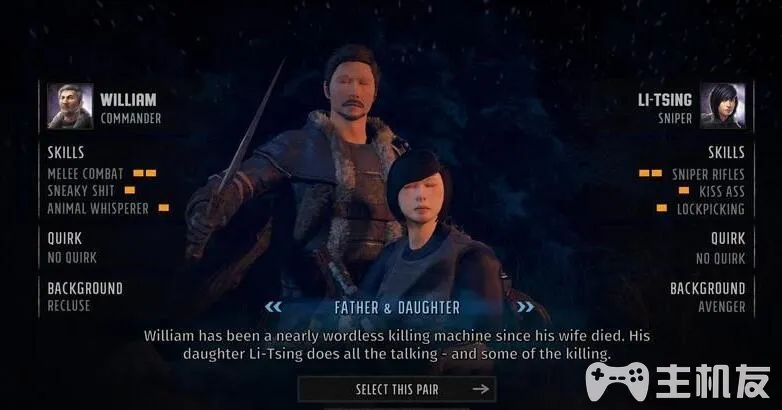 WILLIAM
COMMANDER
SKILLS
MELEE COMBAT
SNEAKY SHIT
ANIMAL WHISPERER
QUIRK
NO QUIRK
BACKGROUND
RECLUSE
LI-TSING
SNIPER
SKILLS
SNIPER RIFLES
KISS ASS
LOCKPICKING
QUIRK
NO QUIRK
BACKGROUND
AVENGER
FATHER & DAUGHTER
William has been a nearly wordless killing machine since his wife died. His
daughter Li-Tsing does all the talking - and some of the killing.
SELECT THIS PAIR
主机友